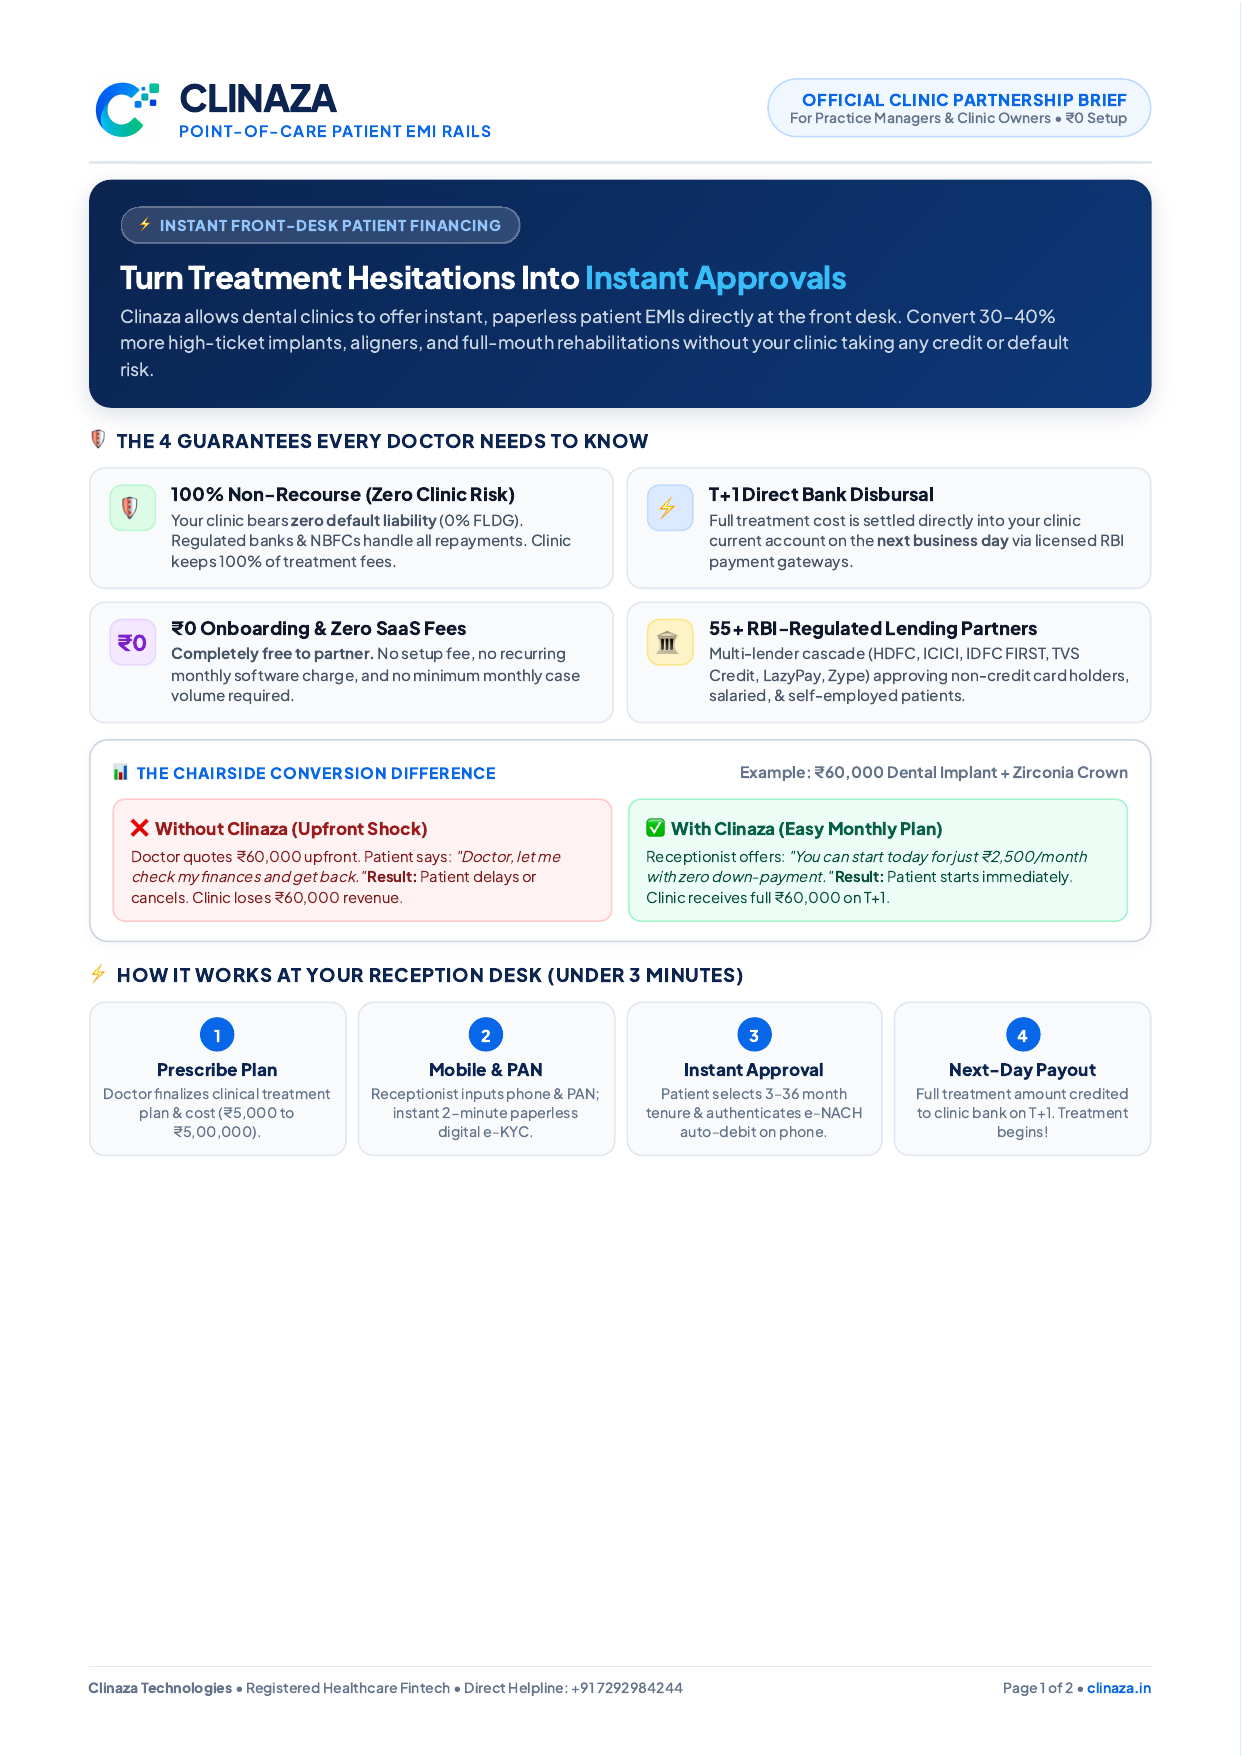 CLINAZA
POINT-OF-CARE PATIENT EMI RAILS
OFFICIAL CLINIC PARTNERSHIP BRIEF
For Practice Managers & Clinic Owners • ₹0 Setup
INSTANT FRONT-DESK PATIENT FINANCING
Turn Treatment Hesitations Into Instant Approvals
Clinaza allows dental clinics to offer instant, paperless patient EMIs directly at the front desk. Convert 30–40%
more high-ticket implants, aligners, and full-mouth rehabilitations without your clinic taking any credit or default
risk.
THE 4 GUARANTEES EVERY DOCTOR NEEDS TO KNOW
100% Non-Recourse (Zero Clinic Risk)
Your clinic bears zero default liability (0% FLDG).
Regulated banks & NBFCs handle all repayments. Clinic
keeps 100% of treatment fees.
T+1 Direct Bank Disbursal
Full treatment cost is settled directly into your clinic
current account on the next business day via licensed RBI
payment gateways.
₹0
₹0 Onboarding & Zero SaaS Fees
Completely free to partner. No setup fee, no recurring
monthly software charge, and no minimum monthly case
volume required.
55+ RBI-Regulated Lending Partners
Multi-lender cascade (HDFC, ICICI, IDFC FIRST, TVS
Credit, LazyPay, Zype) approving non-credit card holders,
salaried, & self-employed patients.
THE CHAIRSIDE CONVERSION DIFFERENCE
Example: ₹60,000 Dental Implant + Zirconia Crown
Without Clinaza (Upfront Shock)
Doctor quotes ₹60,000 upfront. Patient says: "Doctor, let me
check my finances and get back." Result: Patient delays or
cancels. Clinic loses ₹60,000 revenue.
With Clinaza (Easy Monthly Plan)
Receptionist offers: "You can start today for just ₹2,500/month
with zero down-payment." Result: Patient starts immediately.
Clinic receives full ₹60,000 on T+1.
HOW IT WORKS AT YOUR RECEPTION DESK (UNDER 3 MINUTES)
1
Prescribe Plan
Doctor finalizes clinical treatment
plan & cost (₹5,000 to
₹5,00,000).
2
Mobile & PAN
Receptionist inputs phone & PAN;
instant 2-minute paperless
digital e-KYC.
3
Instant Approval
Patient selects 3–36 month
tenure & authenticates e-NACH
auto-debit on phone.
4
Next-Day Payout
Full treatment amount credited
to clinic bank on T+1. Treatment
begins!
Clinaza Technologies • Registered Healthcare Fintech • Direct Helpline: +91 7292984244
Page 1 of 2 • clinaza.in